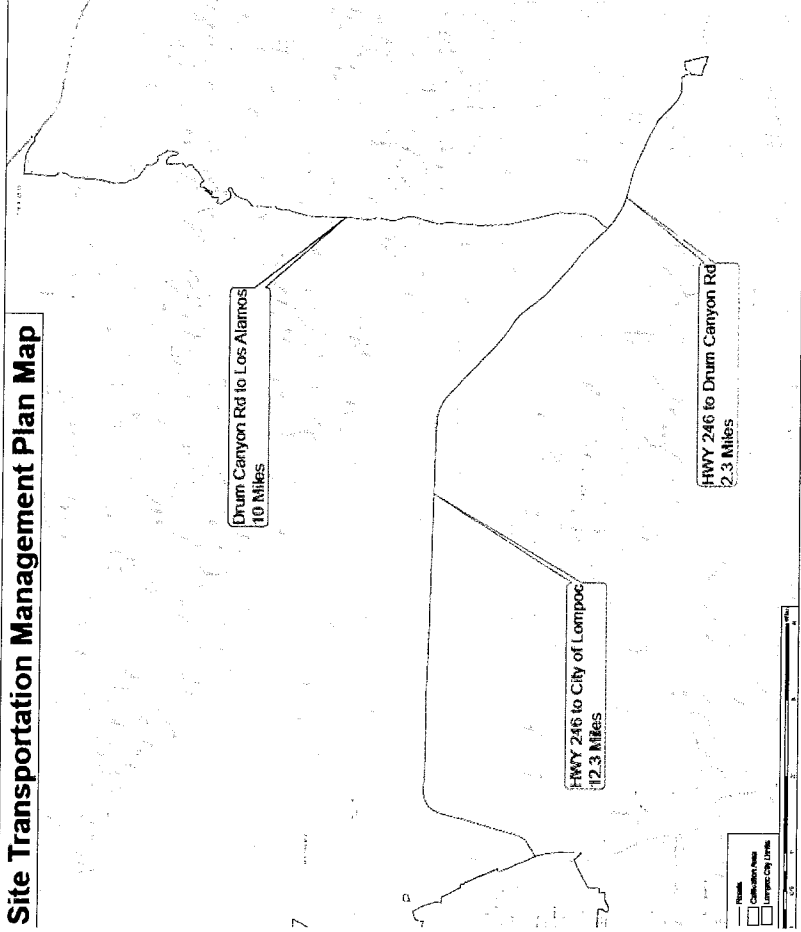 Site Transportation Management Plan Map
Drum Canyon Rd to Los Alamos
10 Miles
HWY 246 to City of Lompoc
12.3 Miles
HWY 246 to Drum Canyon Rd
2.3 Miles
Roads
Cultivation Area
Lompoc City Limits